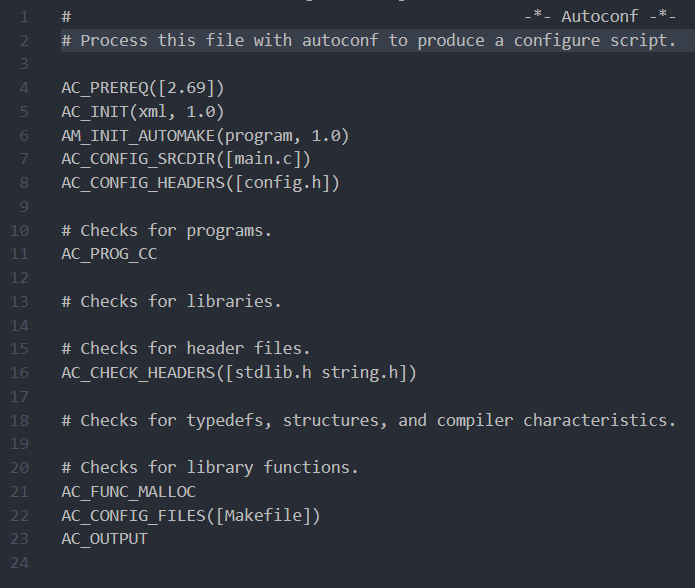 1 # -*- Autoconf -*-
2 # Process this file with autoconf to produce a configure script.
3
4 AC_PREREQ([2.69])
5 AC_INIT(xml, 1.0)
6 AM_INIT_AUTOMAKE(program, 1.0)
7 AC_CONFIG_SRCDIR([main.c])
8 AC_CONFIG_HEADERS([config.h])
9
10 # Checks for programs.
11 AC_PROG_CC
12
13 # Checks for libraries.
14
15 # Checks for header files.
16 AC_CHECK_HEADERS([stdlib.h string.h])
17
18 # Checks for typedefs, structures, and compiler characteristics.
19
20 # Checks for library functions.
21 AC_FUNC_MALLOC
22 AC_CONFIG_FILES([Makefile])
23 AC_OUTPUT
24